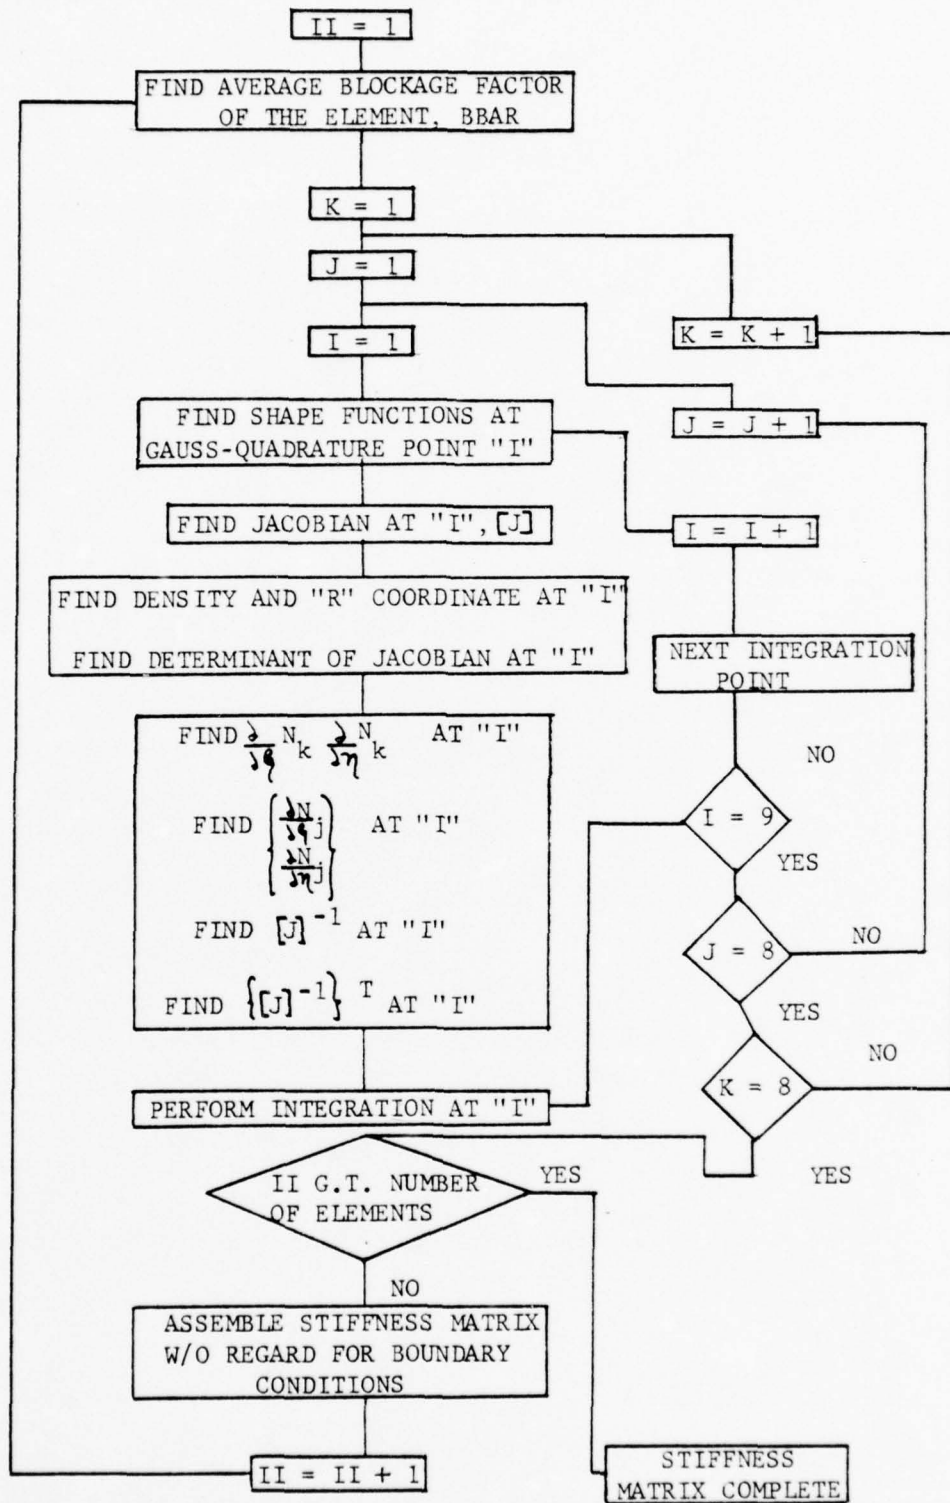 II = 1
FIND AVERAGE BLOCKAGE FACTOR
OF THE ELEMENT, BBAR
K = 1
J = 1
I = 1
K = K + 1
J = J + 1
FIND SHAPE FUNCTIONS AT
GAUSS-QUADRATURE POINT "I"
FIND JACOBIAN AT "I", [J]
I = I + 1
FIND DENSITY AND "R" COORDINATE AT "I"
FIND DETERMINANT OF JACOBIAN AT "I"
NEXT INTEGRATION
POINT
FIND ∂/∂ξ N_k ∂/∂η N_k AT "I"
NO
FIND {∂N/∂ξ j
∂N/∂η j} AT "I"
I = 9
YES
FIND [J]^-1 AT "I"
J = 8
NO
FIND {[J]^-1}^T AT "I"
YES
NO
K = 8
PERFORM INTEGRATION AT "I"
YES
II G.T. NUMBER
OF ELEMENTS
YES
NO
ASSEMBLE STIFFNESS MATRIX
W/O REGARD FOR BOUNDARY
CONDITIONS
II = II + 1
STIFFNESS
MATRIX COMPLETE